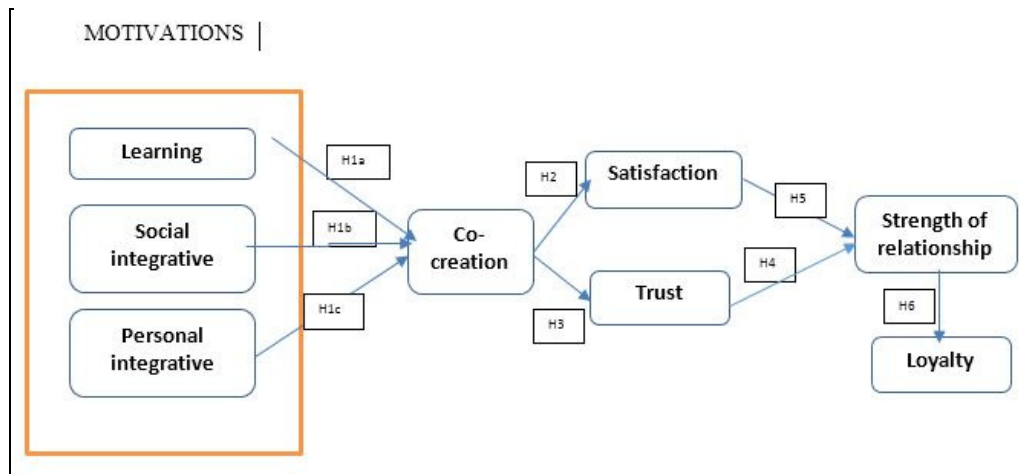 MOTIVATIONS
Learning
H1a
Social
integrative
H1b
Personal
integrative
H1c
Co-
creation
H2
Satisfaction
H3
Trust
H5
H4
Strength of
relationship
H6
Loyalty